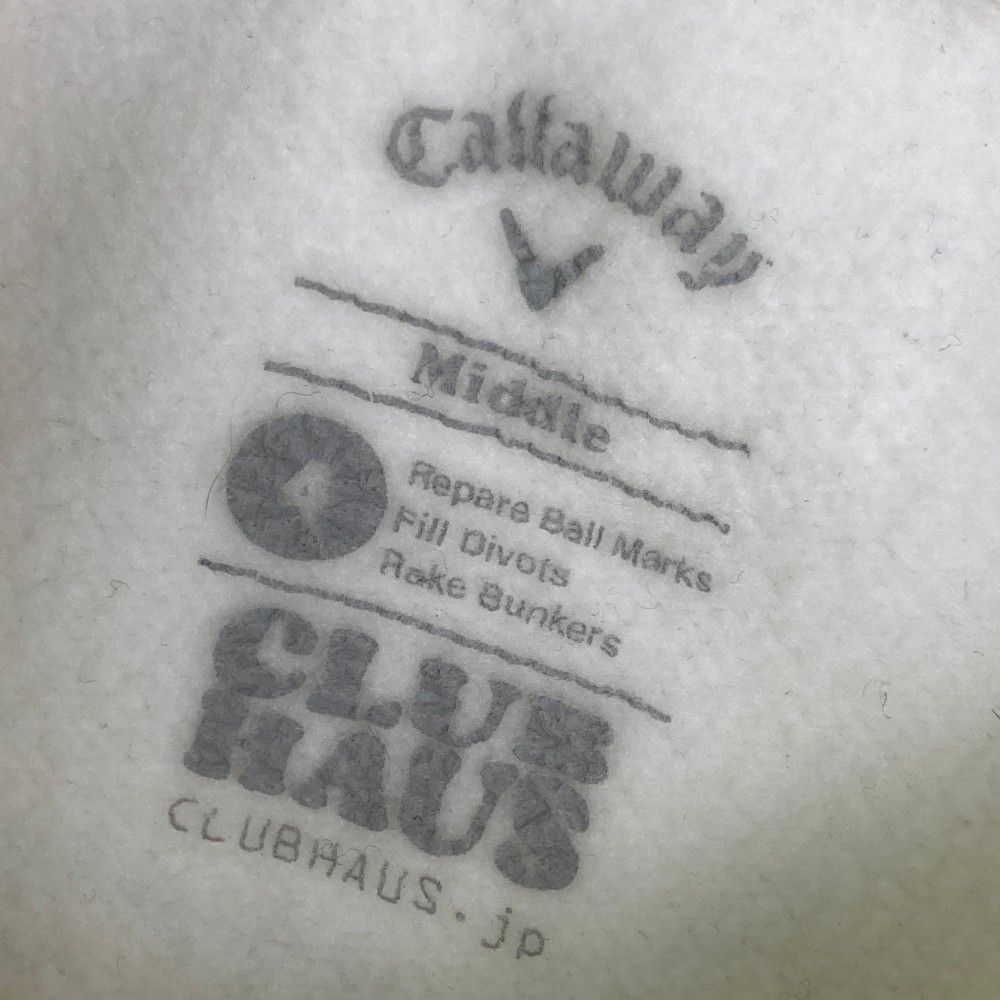 Callaway
Middle
4
Repare Ball Marks
Fill Divots
Rake Bunkers
CLUB
HAUS
CLUBHAUS.jp